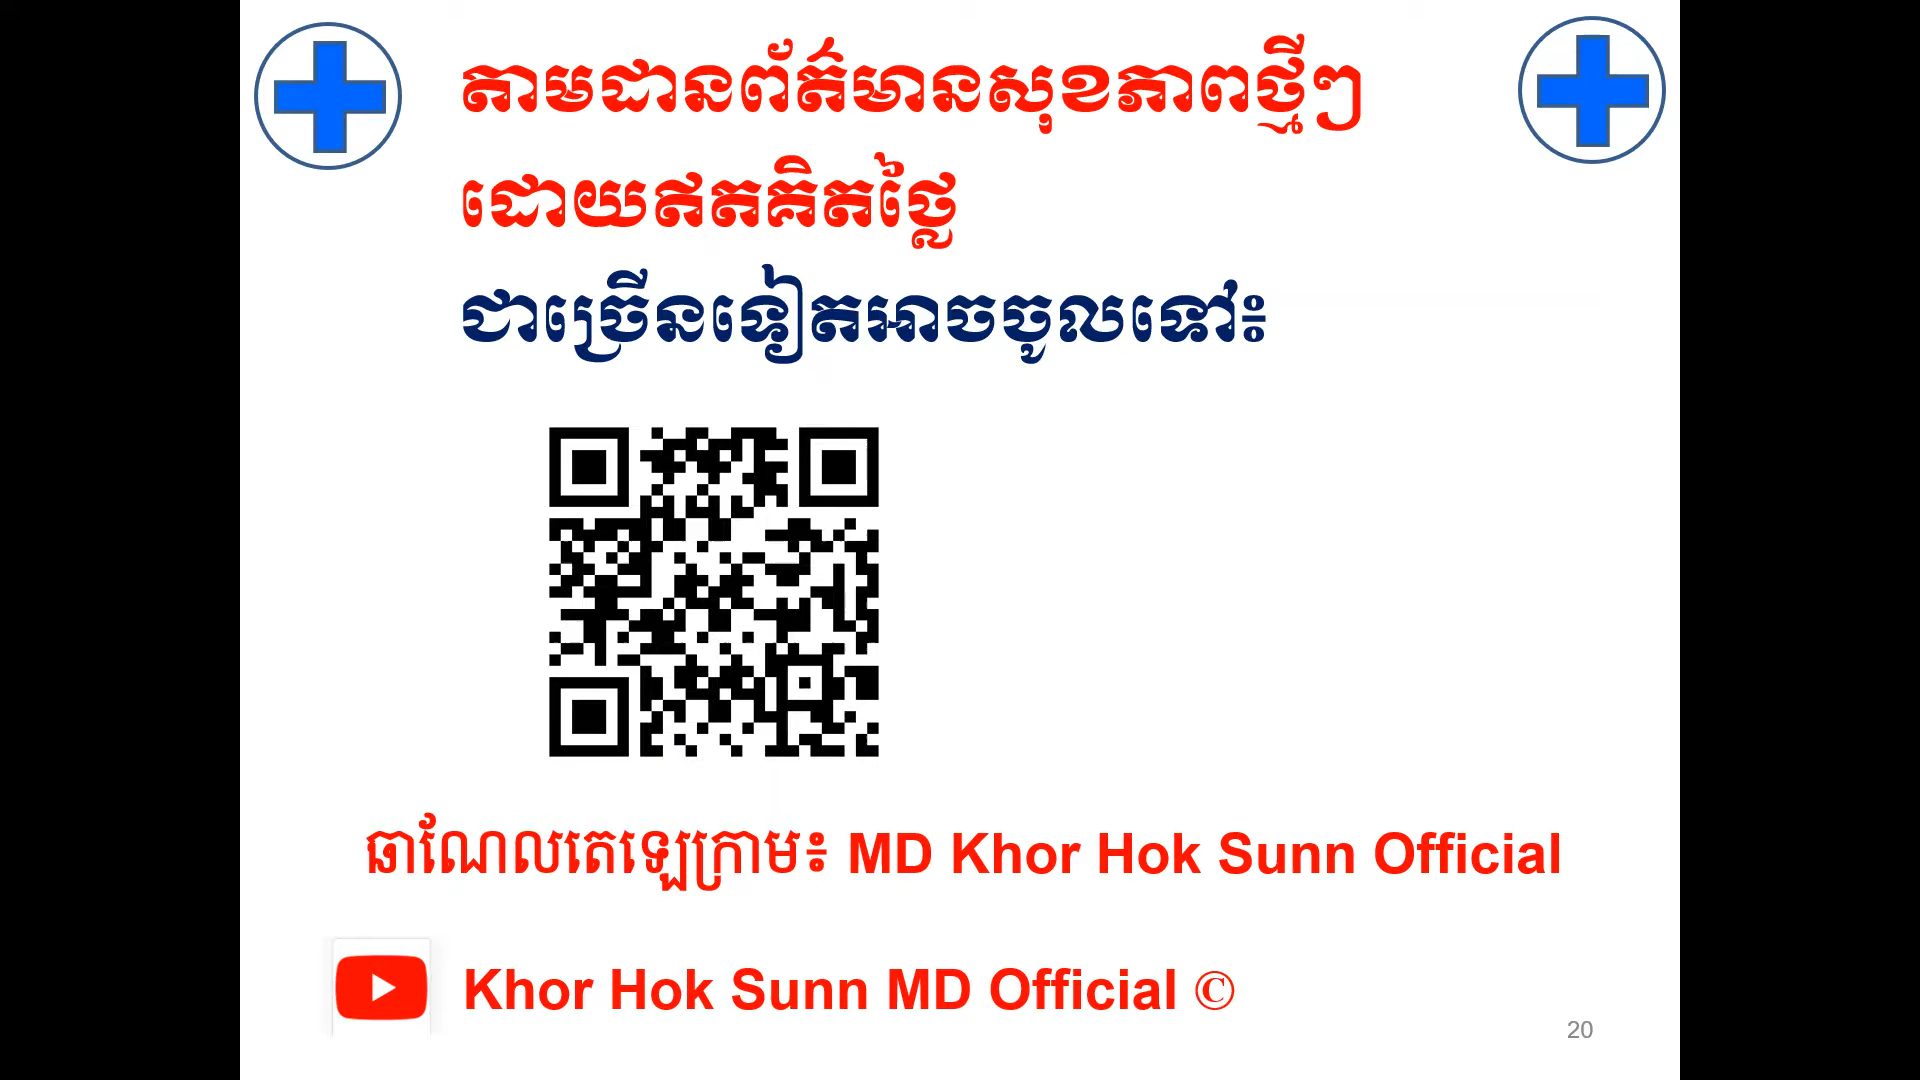 តាមដានព័ត៌មានសុខភាពថ្មីៗ
ដោយឥតគិតថ្លៃ
ជាច្រើនទៀតអាចចូលទៅ៖
ឆាណែលតេឡេក្រាម៖ MD Khor Hok Sunn Official
Khor Hok Sunn MD Official ©
20